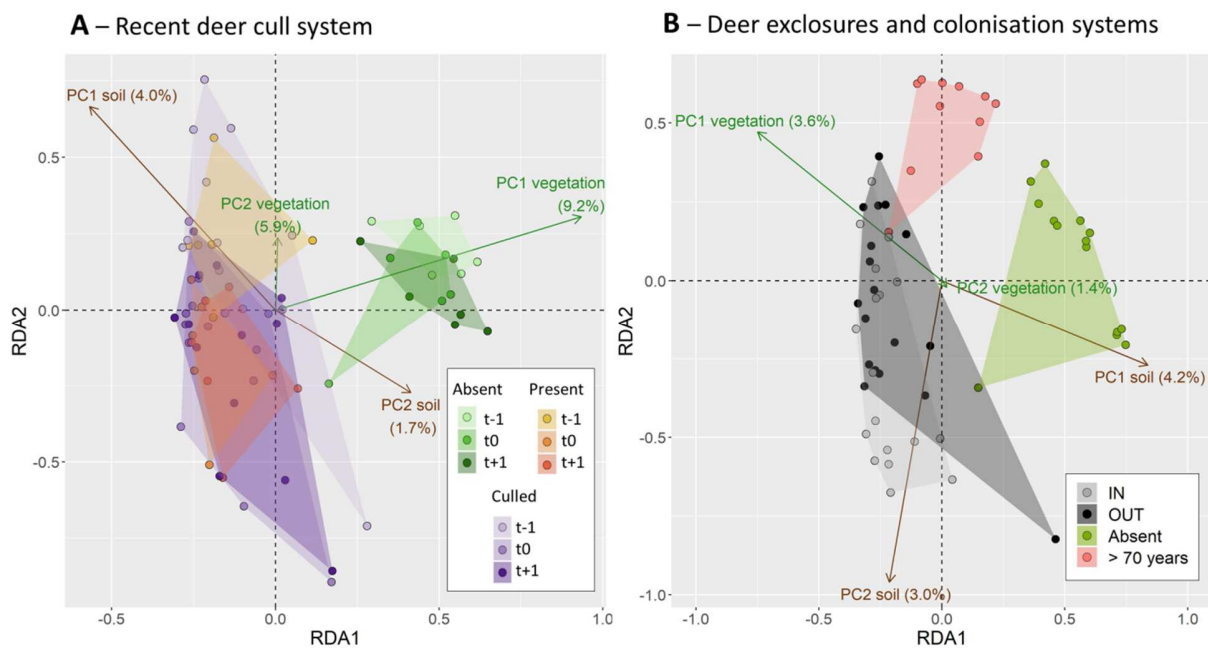 A – Recent deer cull system
PC1 soil (4.0%)
PC2 vegetation
(5.9%)
PC1 vegetation
(9.2%)
PC2 soil
(1.7%)
0.5
0.0
-0.5
RDA2
-0.5
0.0
0.5
1.0
RDA1
Absent
t-1
t0
t+1
Present
t-1
t0
t+1
Culled
t-1
t0
t+1
B – Deer exclosures and colonisation systems
PC1 vegetation (3.6%)
PC2 vegetation (1.4%)
PC1 soil (4.2%)
PC2 soil (3.0%)
0.5
0.0
-0.5
-1.0
RDA2
-1.0
-0.5
0.0
0.5
1.0
RDA1
IN
OUT
Absent
> 70 years